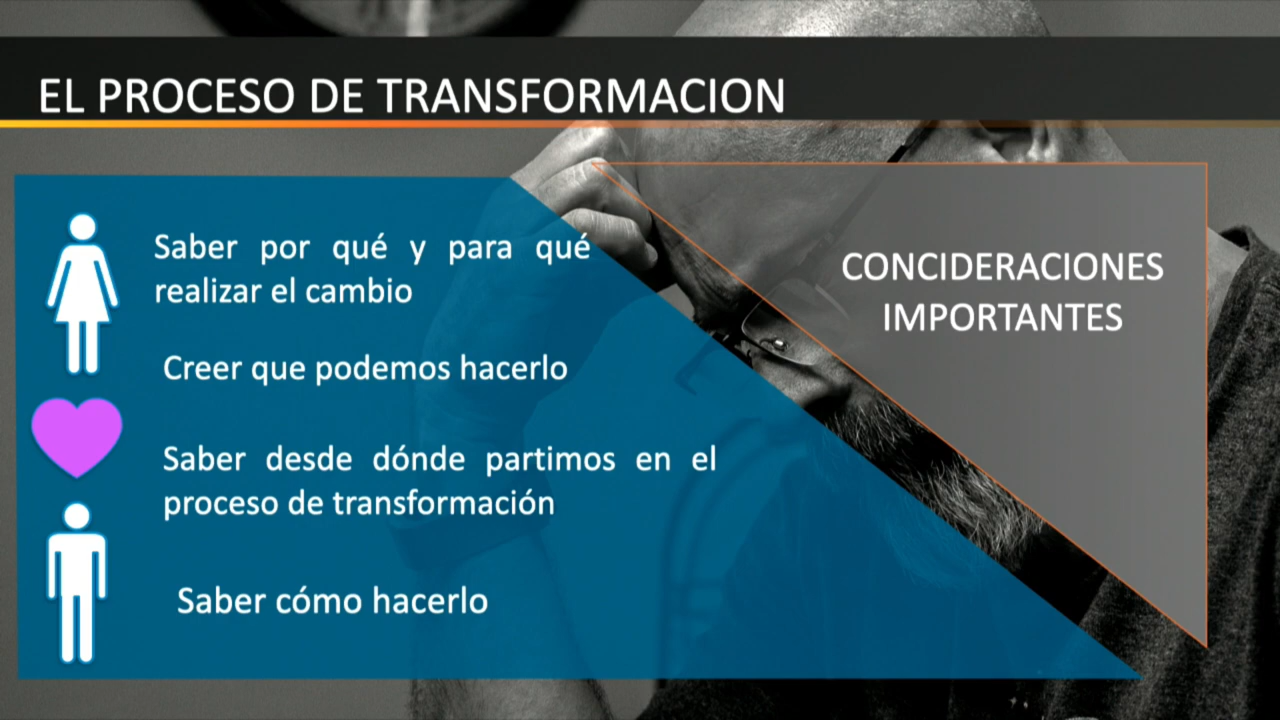 EL PROCESO DE TRANSFORMACION
Saber por qué y para qué
realizar el cambio
Creer que podemos hacerlo
Saber desde dónde partimos en el
proceso de transformación
Saber cómo hacerlo
CONCIDERACIONES
IMPORTANTES